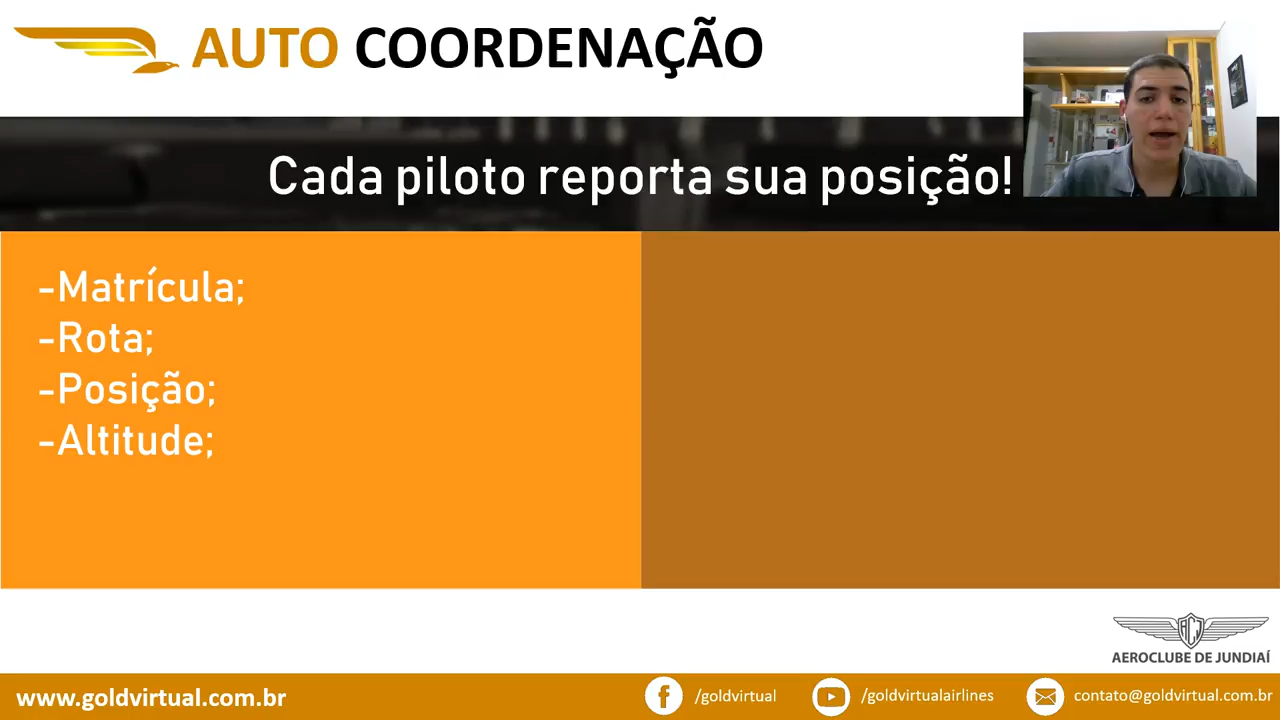 AUTO COORDENAÇÃO
Cada piloto reporta sua posição!
-Matrícula;
-Rota;
-Posição;
-Altitude;
ACJ
AEROCLUBE DE JUNDIAÍ
www.goldvirtual.com.br
/goldvirtual
/goldvirtualairlines
contato@goldvirtual.com.br